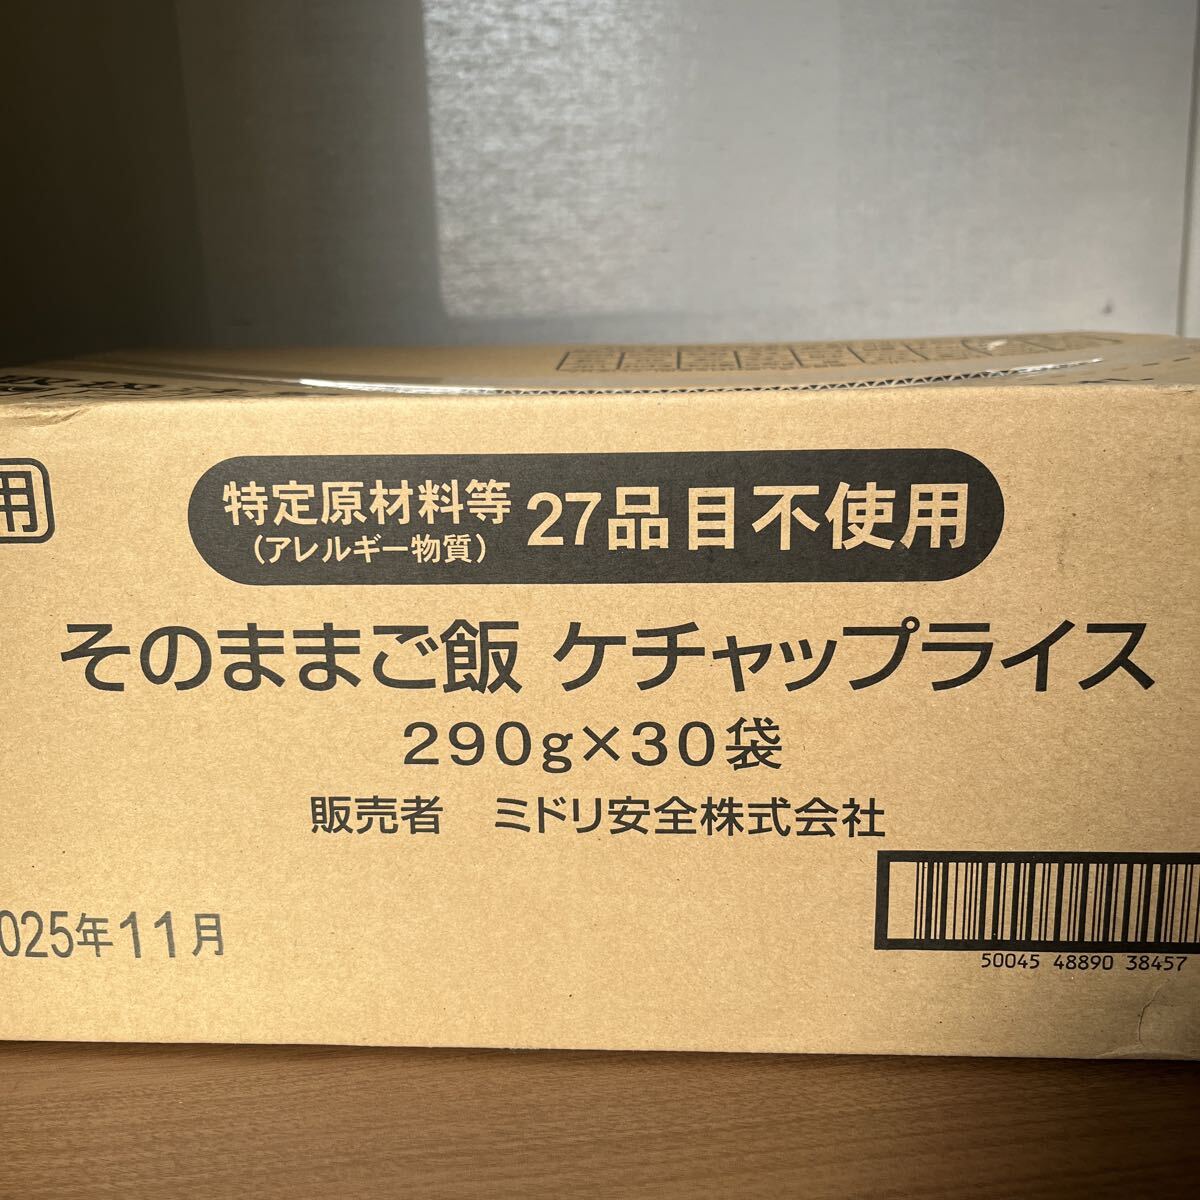 用
特定原材料等
(アレルギー物質)
27品目不使用
そのままご飯 ケチャップライス
290g×30袋
販売者 ミドリ安全株式会社
025年11月
50045 48890 38457